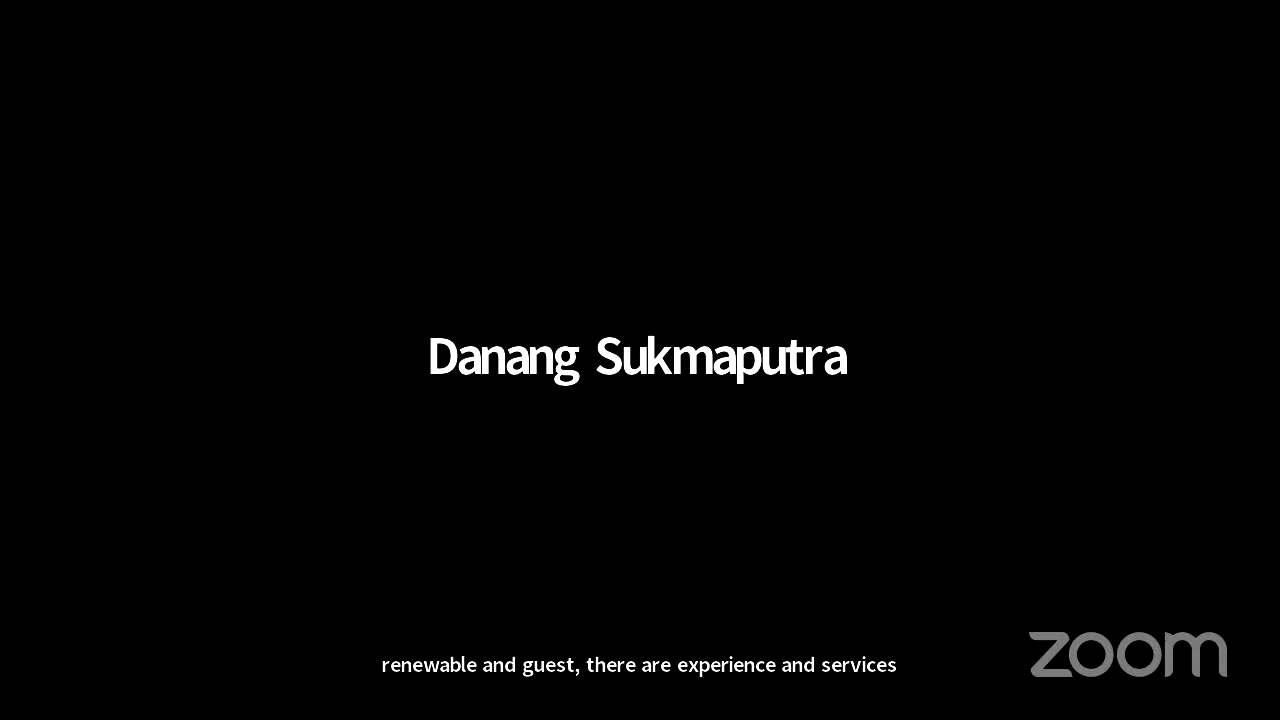 Danang Sukmaputra
renewable and guest, there are experience and services
zoom